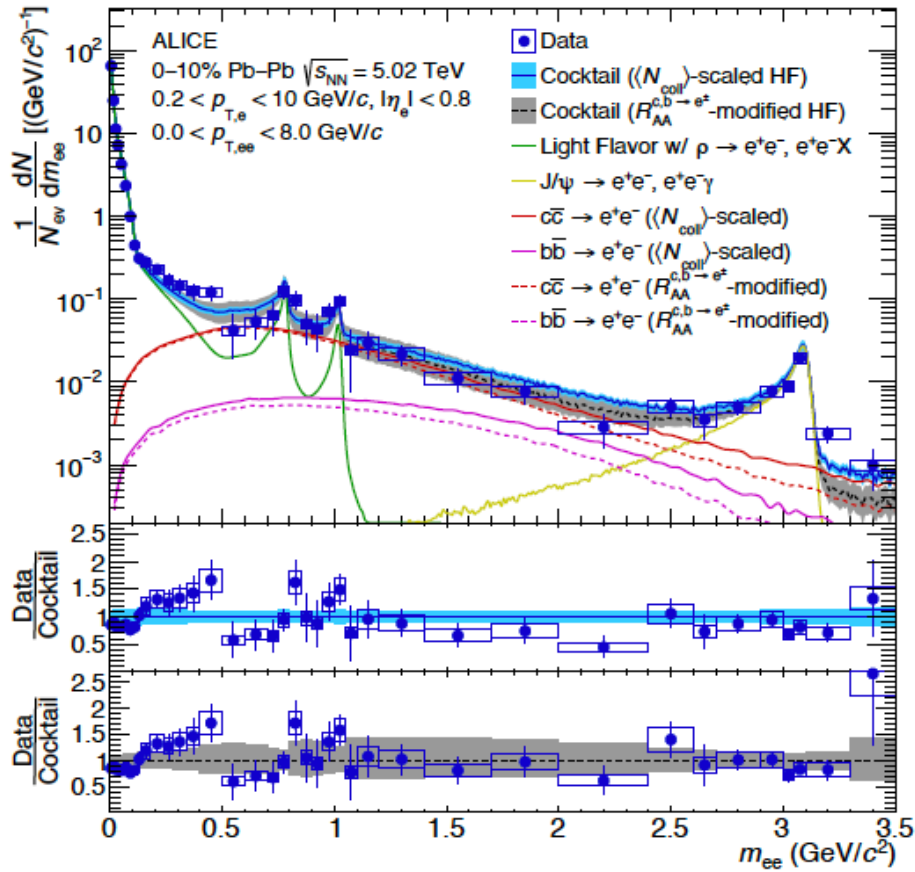 ALICE
0–10% Pb–Pb √s_NN = 5.02 TeV
0.2 < p_T,e < 10 GeV/c, |η_e| < 0.8
0.0 < p_T,ee < 8.0 GeV/c
Data
Cocktail (⟨N_coll⟩-scaled HF)
Cocktail (R_AA^{c,b → e±}-modified HF)
Light Flavor w/ ρ → e⁺e⁻, e⁺e⁻X
J/ψ → e⁺e⁻, e⁺e⁻γ
cc̅ → e⁺e⁻ (⟨N_coll⟩-scaled)
bb̅ → e⁺e⁻ (⟨N_coll⟩-scaled)
cc̅ → e⁺e⁻ (R_AA^{c,b → e±}-modified)
bb̅ → e⁺e⁻ (R_AA^{c,b → e±}-modified)
1/N_ev dN/dm_ee [(GeV/c²)⁻¹]
10²
10
1
10⁻¹
10⁻²
10⁻³
Data/Cocktail
2.5
2
1.5
1
0.5
Data/Cocktail
2.5
2
1.5
1
0.5
0 0.5 1 1.5 2 2.5 3 3.5
m_ee (GeV/c²)